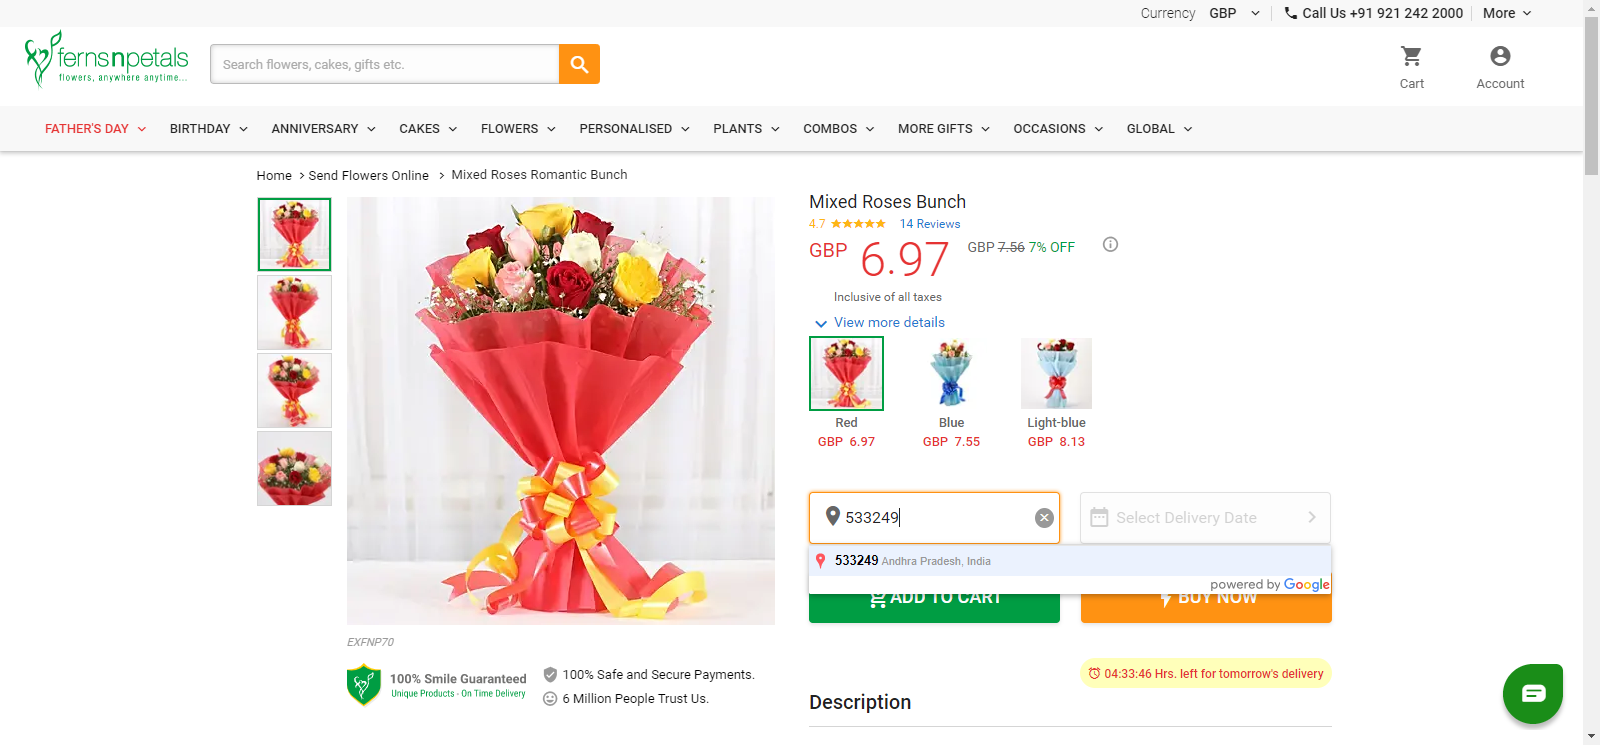 Currency GBP Call Us +91 921 242 2000 More
fernsnpetals
flowers, anywhere anytime...
Search flowers, cakes, gifts etc.
Cart Account
FATHER'S DAY BIRTHDAY ANNIVERSARY CAKES FLOWERS PERSONALISED PLANTS COMBOS MORE GIFTS OCCASIONS GLOBAL
Home > Send Flowers Online > Mixed Roses Romantic Bunch
Mixed Roses Bunch
4.7 ★★★★★ 14 Reviews
GBP 6.97 GBP 7.56 7% OFF
Inclusive of all taxes
View more details
Red Blue Light-blue
GBP 6.97 GBP 7.55 GBP 8.13
533249 Select Delivery Date
533249 Andhra Pradesh, India
powered by Google
ADD TO CART BUY NOW
EXFNP70
100% Smile Guaranteed
Unique Products - On Time Delivery
100% Safe and Secure Payments.
6 Million People Trust Us.
04:33:46 Hrs. left for tomorrow's delivery
Description